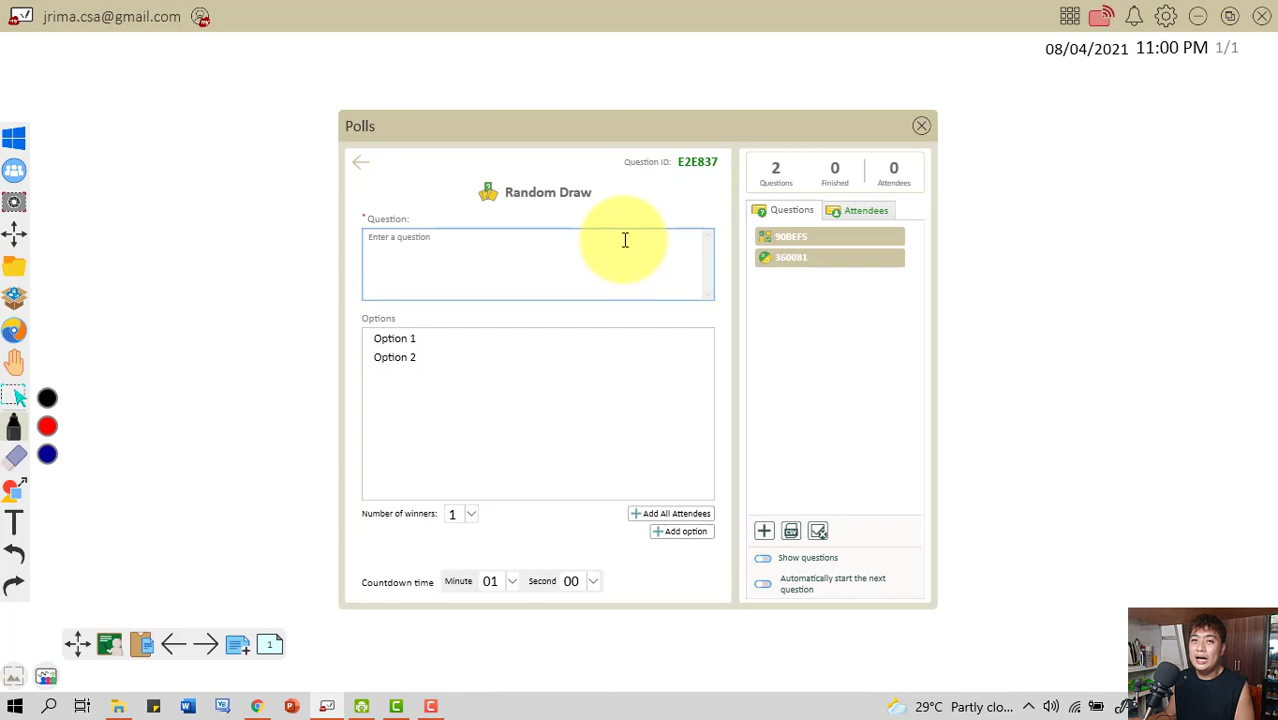 jrima.csa@gmail.com
08/04/2021 11:00 PM 1/1
Polls
Question ID: E2E837
Random Draw
* Question:
Enter a question
Options
Option 1
Option 2
Number of winners: 1
Add All Attendees
Add option
Countdown time Minute 01 Second 00
2 0 0
Questions Finished Attendees
Questions Attendees
90BEF5
360081
CSV
Show questions
Automatically start the next
question
1
29°C Partly clo...